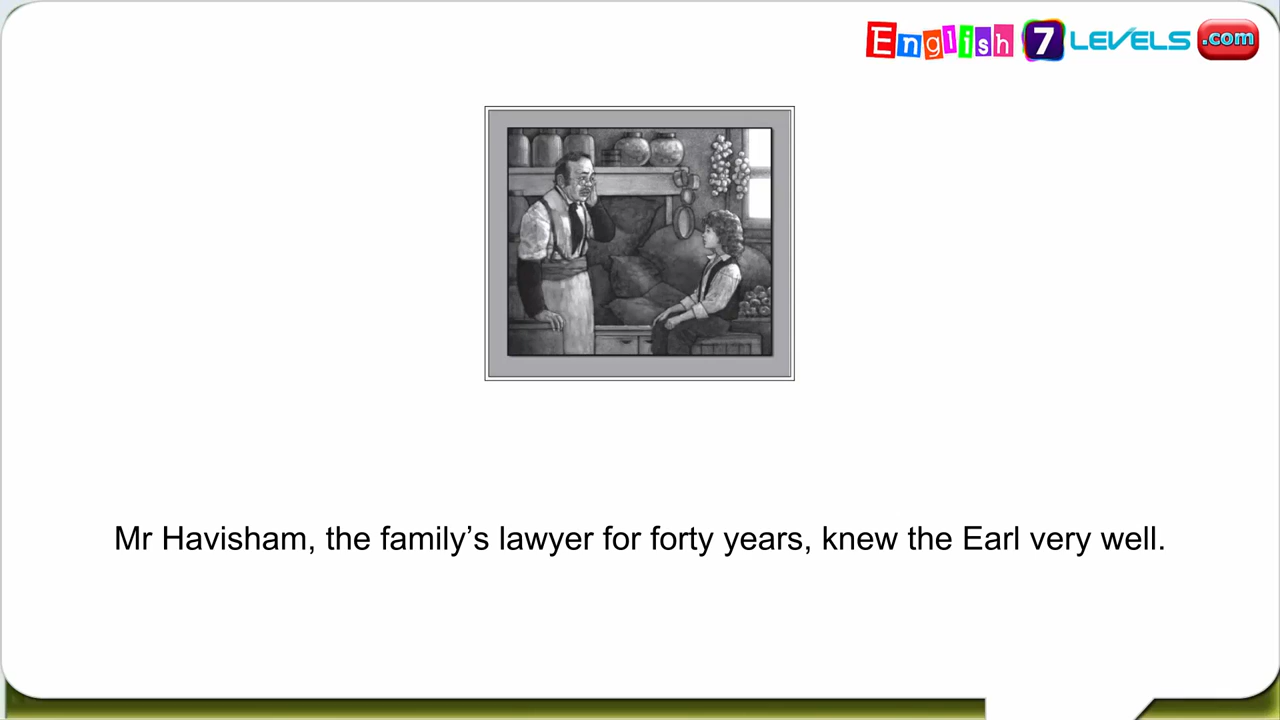 English 7 LEVELS .com
Mr Havisham, the family’s lawyer for forty years, knew the Earl very well.